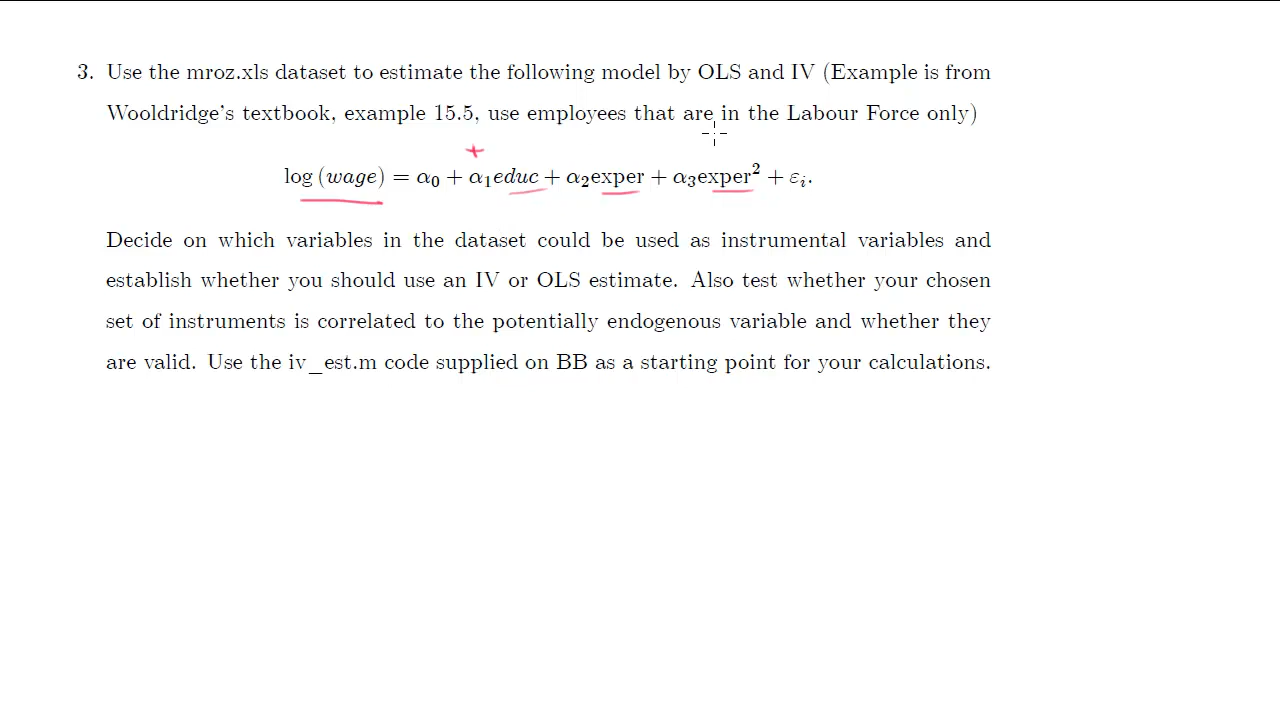 3. Use the mroz.xls dataset to estimate the following model by OLS and IV (Example is from
Wooldridge's textbook, example 15.5, use employees that are in the Labour Force only)
+
log (wage) = α₀ + α₁educ + α₂exper + α₃exper² + εᵢ.
Decide on which variables in the dataset could be used as instrumental variables and
establish whether you should use an IV or OLS estimate. Also test whether your chosen
set of instruments is correlated to the potentially endogenous variable and whether they
are valid. Use the iv_est.m code supplied on BB as a starting point for your calculations.